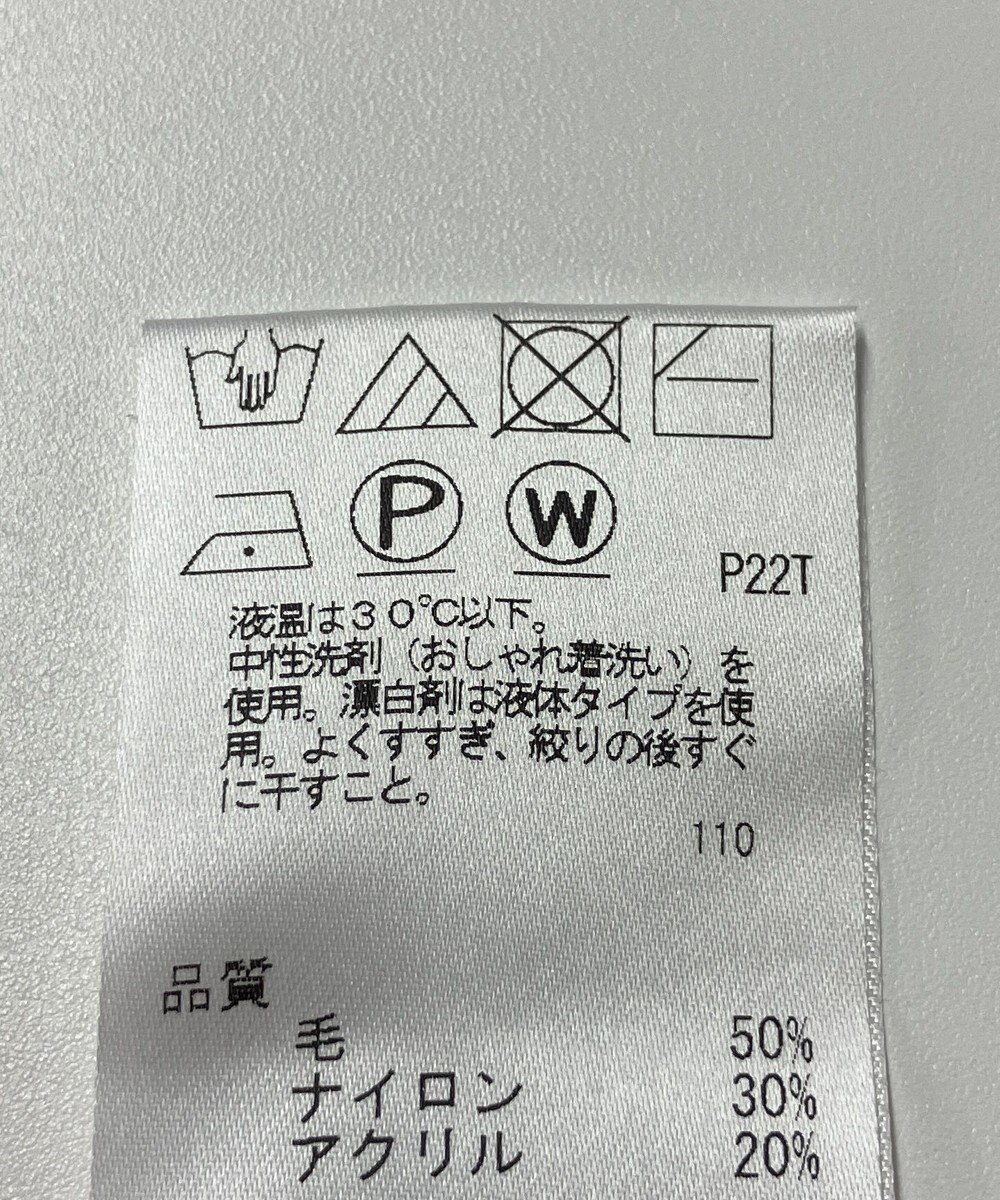 P W
P22T
液温は30℃以下。
中性洗剤（おしゃれ着洗い）を
使用。漂白剤は液体タイプを使
用。よくすすぎ、絞りの後すぐ
に干すこと。
110
品質
毛 50%
ナイロン 30%
アクリル 20%